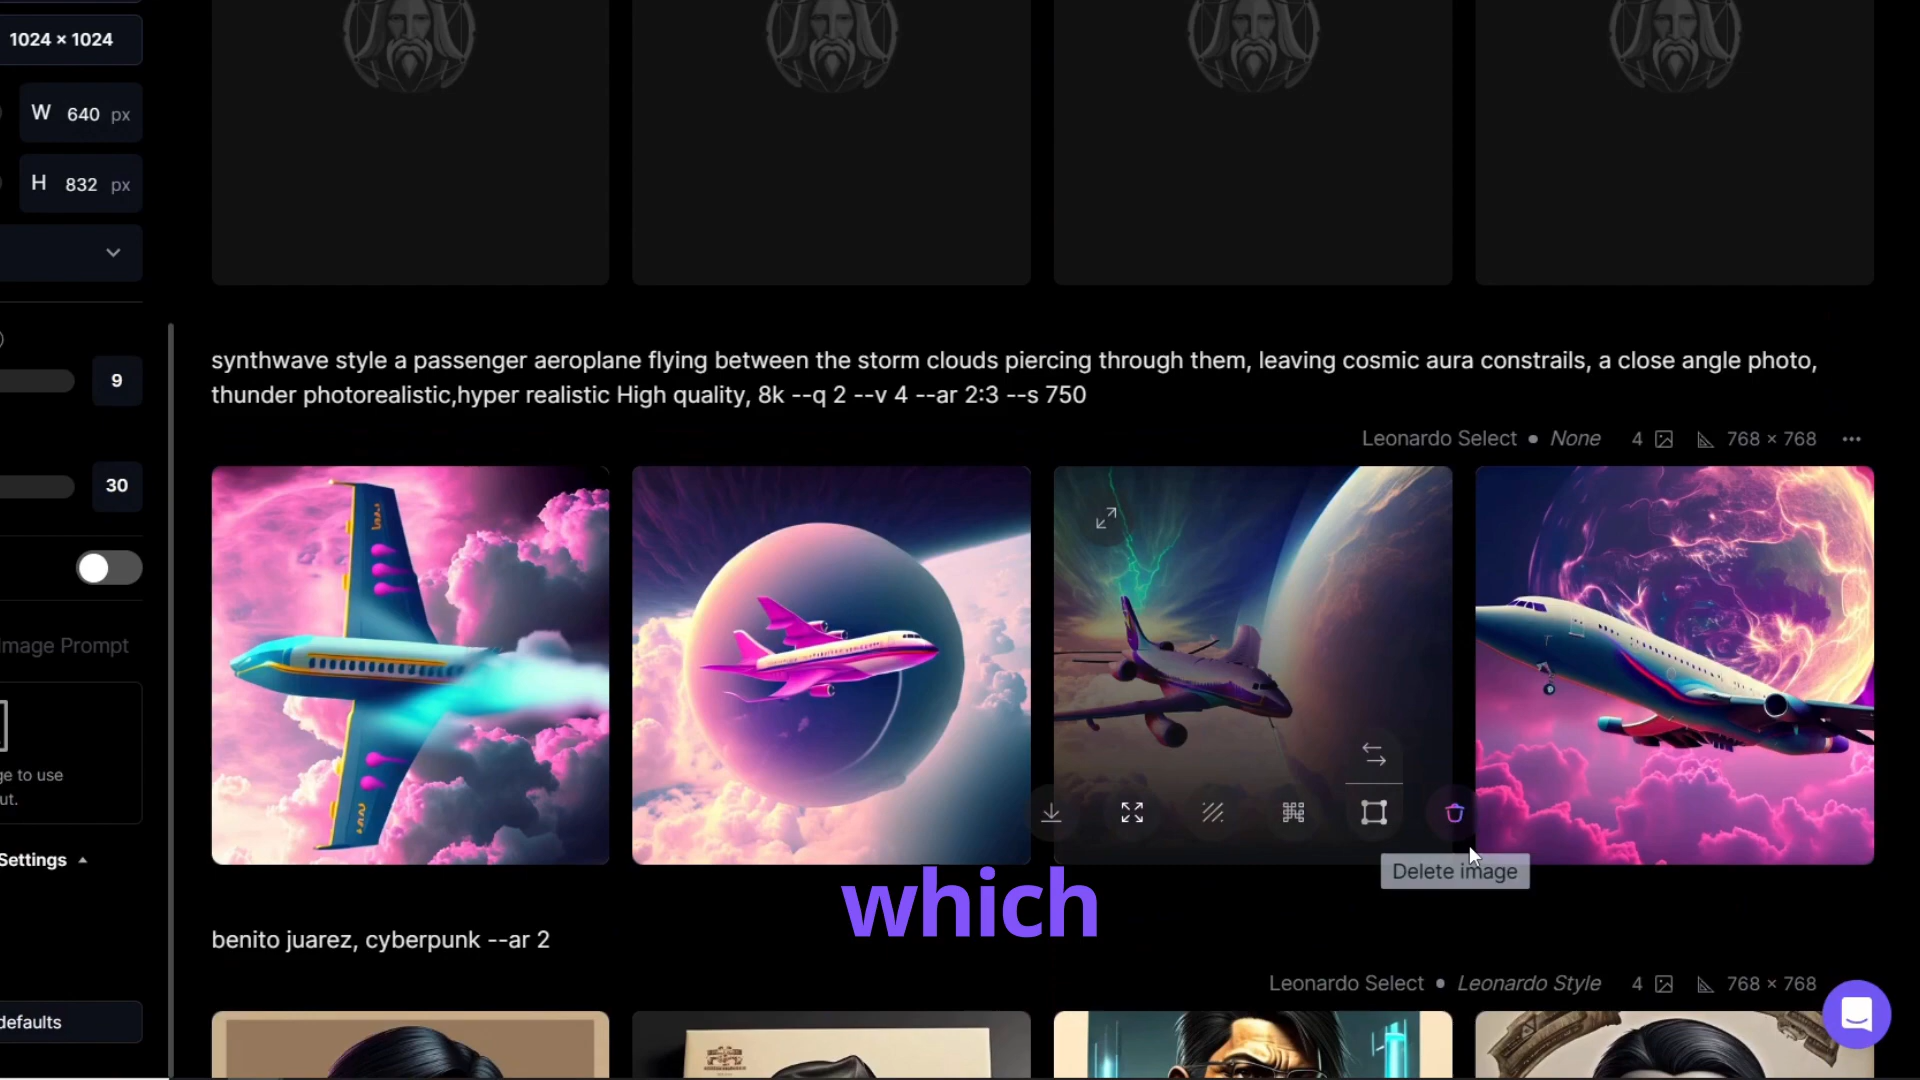 1024 × 1024
W 640 px
H 832 px
9
30
Image Prompt
ge to use
ut.
Settings
defaults
synthwave style a passenger aeroplane flying between the storm clouds piercing through them, leaving cosmic aura constrails, a close angle photo,
thunder photorealistic,hyper realistic High quality, 8k --q 2 --v 4 --ar 2:3 --s 750
Leonardo Select • None 4 768 × 768
Delete image
which
benito juarez, cyberpunk --ar 2
Leonardo Select • Leonardo Style 4 768 × 768